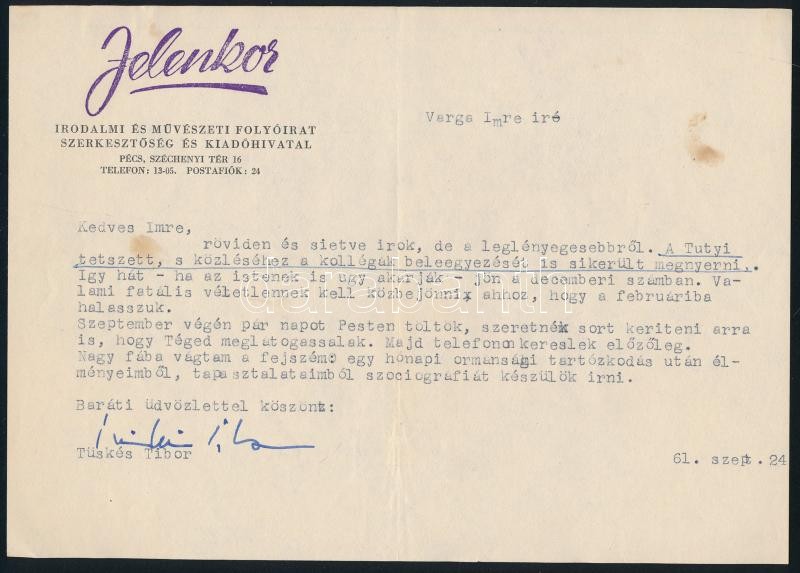 Jelenkor
IRODALMI ÉS MŰVÉSZETI FOLYÓIRAT
SZERKESZTŐSÉG ÉS KIADÓHIVATAL
PÉCS, SZÉCHENYI TÉR 16
TELEFON: 13-05. POSTAFIÓK: 24
Varga Imre iró
Kedves Imre,
röviden és sietve irok, de a leglényegesebbről. A Tutyi
tetszett, s közléséhez a kollégák beleegyezését is sikerült megnyerni,.
Igy hát - ha az istenek is ugy akarják - jön a decemberi számban. Va-
lami fatális véletlennek kell közbejönnix ahhoz, hogy a februáriba
halasszuk.
Szeptember végén pár napot Pesten töltök, szeretnék sort keriteni arra
is, hogy Téged meglátogassalak. Majd telefonon kereslek előzőleg.
Nagy fába vágtam a fejszém: egy hónapi ormánsági tartózkodás után él-
ményeimből, tapasztalataimból szociográfiát készülök irni.
Baráti üdvözlettel köszönt:
Tüskés Tibor
Tüskés Tibor
61. szept. 24
darabanth